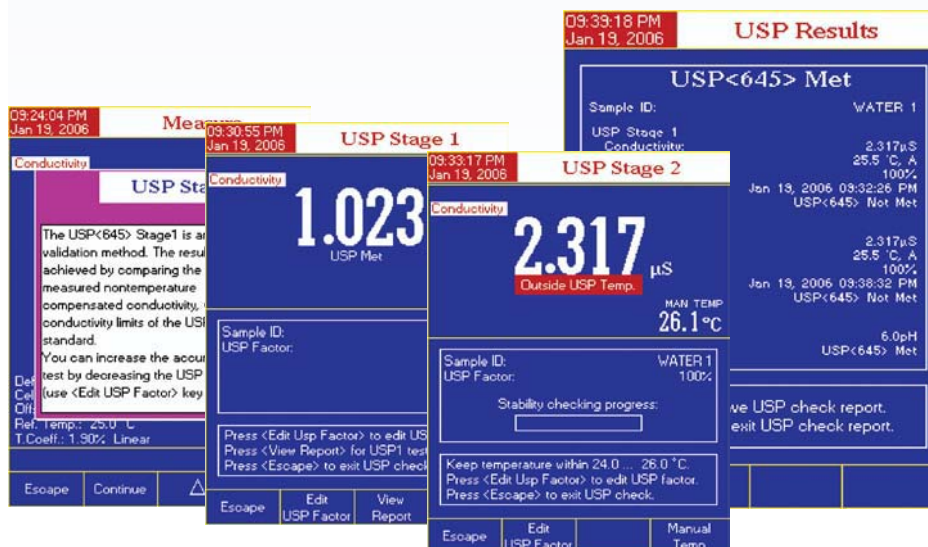 09:24:04 PM
Jan 19, 2006
Measure
Conductivity
USP
The USP<645> Stage1 is
validation method. The
achieved by comparing the
measured nontemperature
compensated conductivity,
conductivity limits of the
standard.
You can increase the
test by decreasing the USP
(use <Edit USP Factor> key
Ref. Temp.: 25.0 °C
T.Coeff.: 1.90% Linear
Escape
Continue
09:30:55 PM
Jan 19, 2006
USP Stage 1
Conductivity
1.023
USP Met
Sample ID:
USP Factor:
Press <Edit Usp Factor> to edit
Press <View Report> for USP1
Press <Escape> to exit USP check
Escape
Edit
USP Factor
View
Report
09:33:17 PM
Jan 19, 2006
USP Stage 2
Conductivity
2.317 µS
Outside USP Temp.
MAN TEMP
26.1°C
Sample ID: WATER 1
USP Factor: 100%
Stability checking progress:
Keep temperature within 24.0 ... 26.0 °C.
Press <Edit Usp Factor> to edit USP factor.
Press <Escape> to exit USP check.
Escape
Edit
USP Factor
Manual
Temp.
09:39:18 PM
Jan 19, 2006
USP Results
USP<645> Met
Sample ID: WATER 1
USP Stage 1
Conductivity: 2.317µS
25.5 °C, A
100%
Jan 19, 2006 09:32:26 PM
USP<645> Not Met
2.317µS
25.5 °C, A
100%
Jan 19, 2006 09:38:32 PM
USP<645> Not Met
6.0pH
USP<645> Met
USP check report.
exit USP check report.